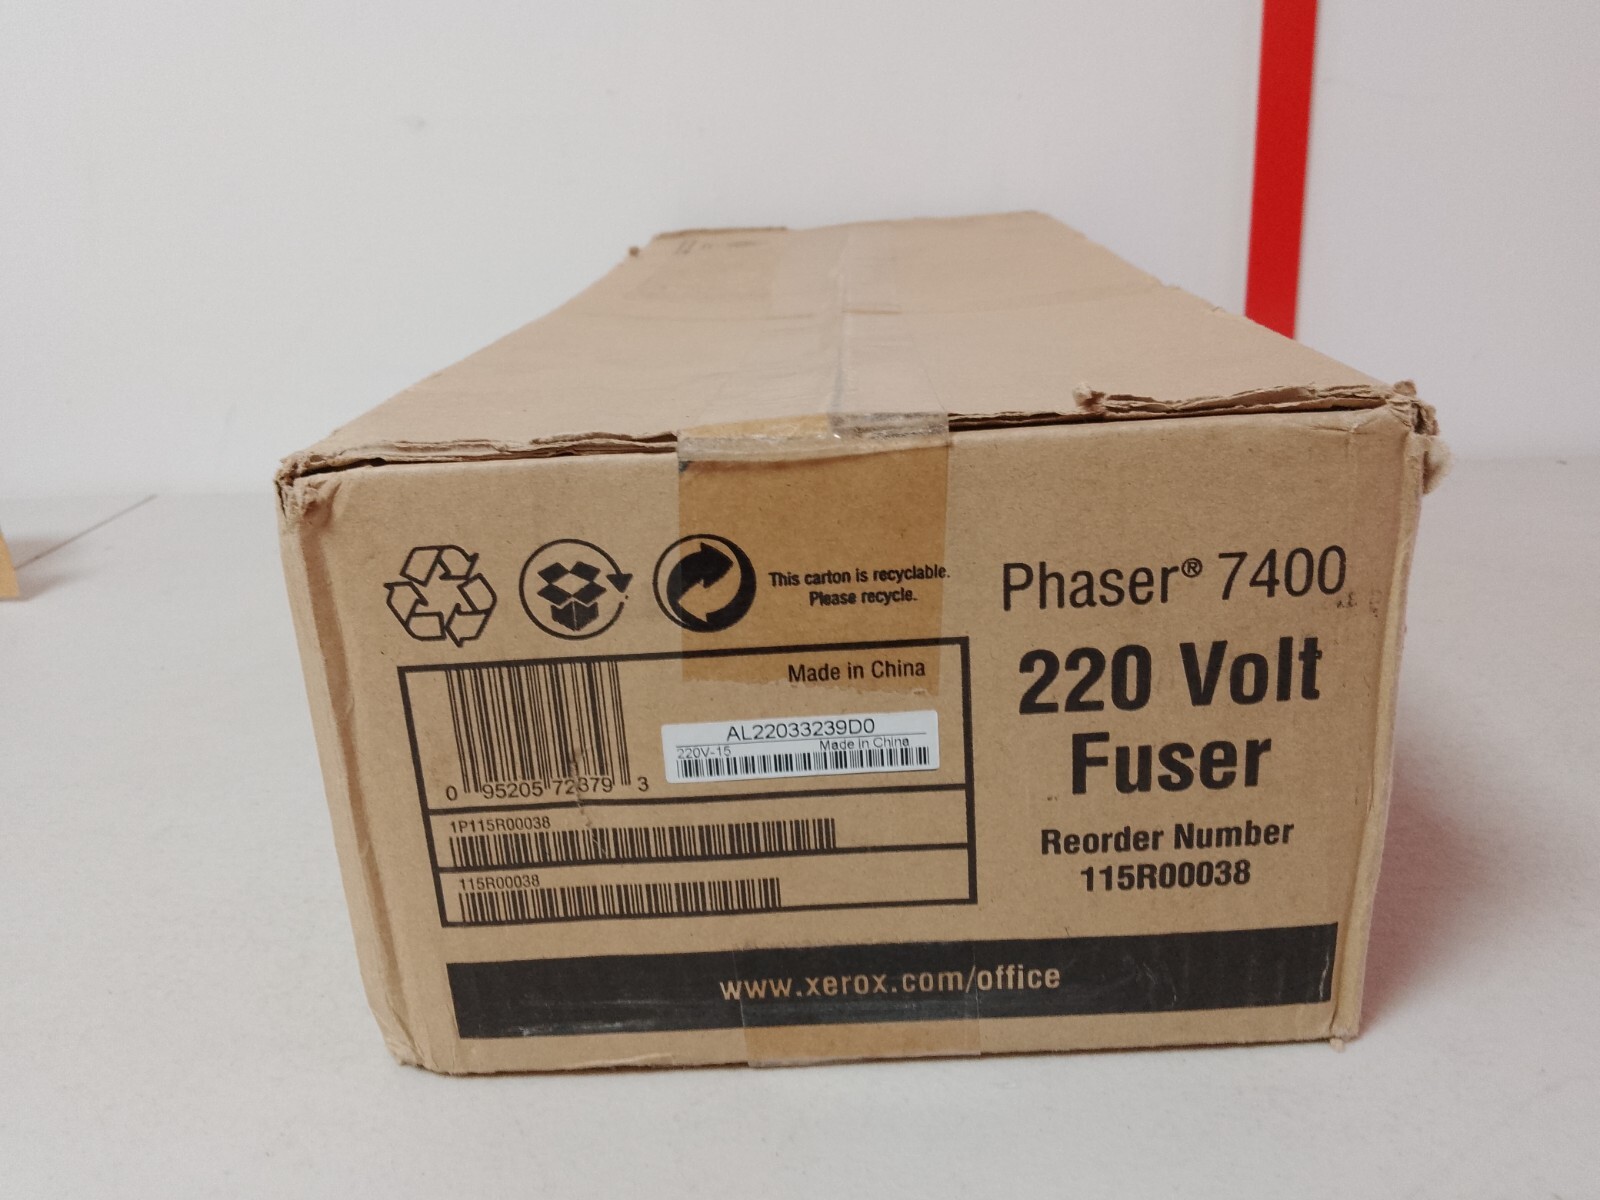 This carton is recyclable.
Please recycle.
Phaser® 7400
220 Volt
Fuser
Reorder Number
115R00038
Made in China
AL22033239D0
220V-15 Made In China
0 95205 72379 3
1P115R00038
115R00038
www.xerox.com/office